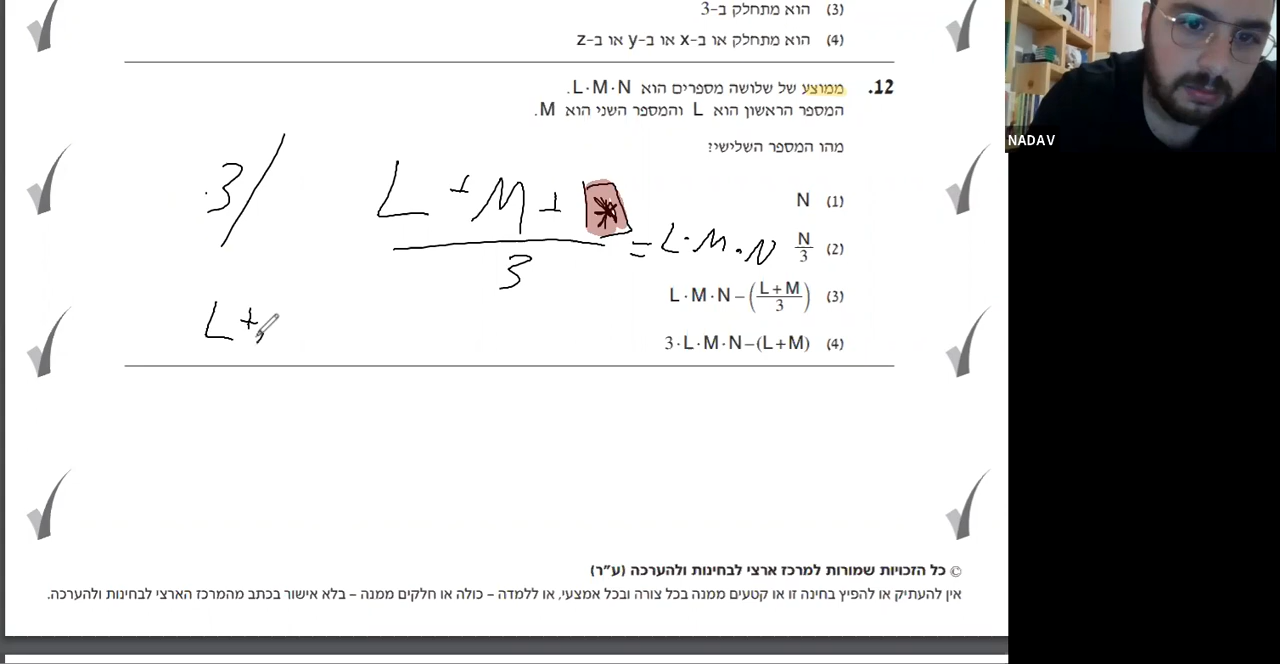 (3) הוא מתחלק ב-3
(4) הוא מתחלק או ב-x או ב-y או ב-z
12. ממוצע של שלושה מספרים הוא L·M·N.
המספר הראשון הוא L והמספר השני הוא M.
מהו המספר השלישי?
(1) N
(2) N/3
(3) L·M·N−(L+M/3)
(4) 3·L·M·N−(L+M)
·3/
L+M+*
3
=L·M·N
L+
© כל הזכויות שמורות למרכז ארצי לבחינות ולהערכה (ע"ר)
אין להעתיק או להפיץ בחינה זו או קטעים ממנה בכל צורה ובכל אמצעי, או ללמדה – כולה או חלקים ממנה – בלא אישור בכתב מהמרכז הארצי לבחינות ולהערכה.
NADAV